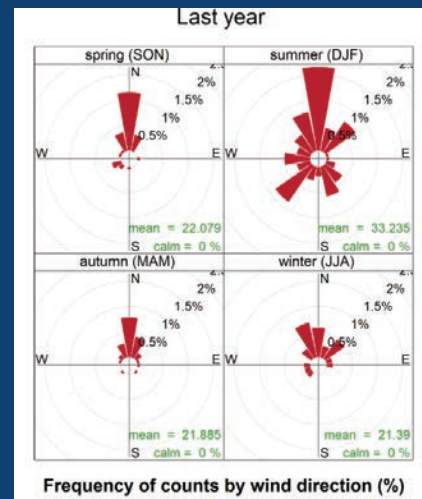 Last year
spring (SON)
N
2%
1.5%
1%
0.5%
W
E
S
mean = 22.079
calm = 0 %
summer (DJF)
N
2%
1.5%
1%
0.5%
W
E
S
mean = 33.235
calm = 0 %
autumn (MAM)
N
2%
1.5%
1%
0.5%
W
E
S
mean = 21.885
calm = 0 %
winter (JJA)
N
2%
1.5%
1%
0.5%
W
E
S
mean = 21.39
calm = 0 %
Frequency of counts by wind direction (%)